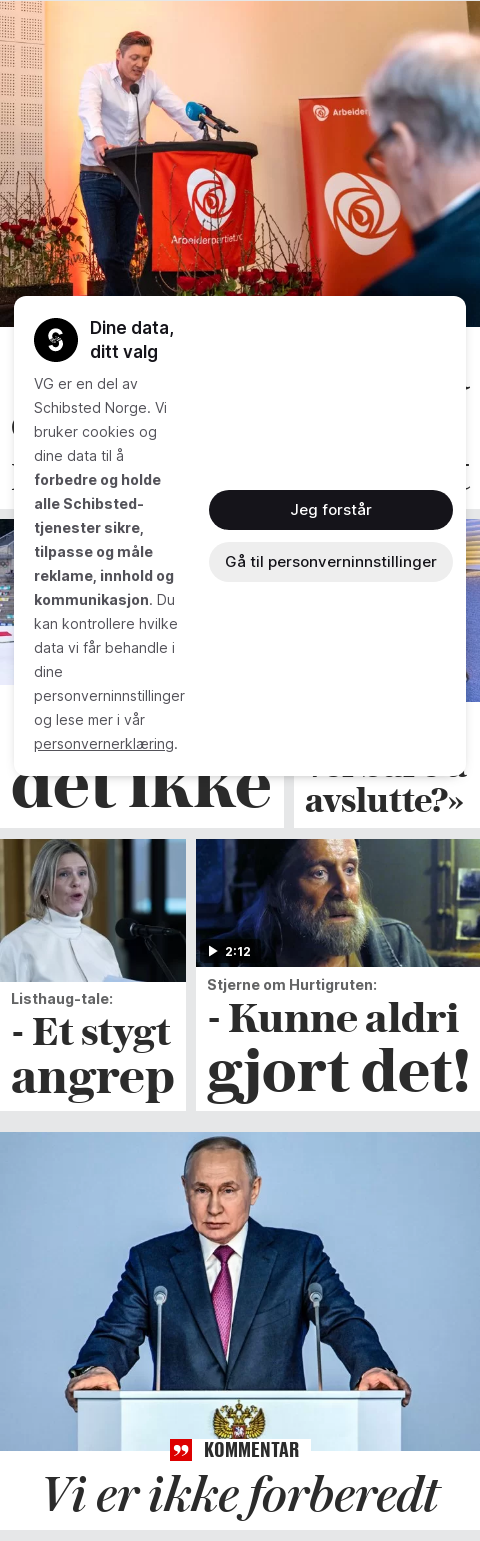 Arbeiderpartiet
Arbeiderpartiet.no
Dine data,
ditt valg
VG er en del av
Schibsted Norge. Vi
bruker cookies og
dine data til å
forbedre og holde
alle Schibsted-
tjenester sikre,
tilpasse og måle
reklame, innhold og
kommunikasjon. Du
kan kontrollere hvilke
data vi får behandle i
dine
personverninnstillinger
og lese mer i vår
personvernerklæring.
Jeg forstår
Gå til personverninnstillinger
det ikke
avslutte?»
Listhaug-tale:
- Et stygt
angrep
2:12
Stjerne om Hurtigruten:
- Kunne aldri
gjort det!
KOMMENTAR
Vi er ikke forberedt